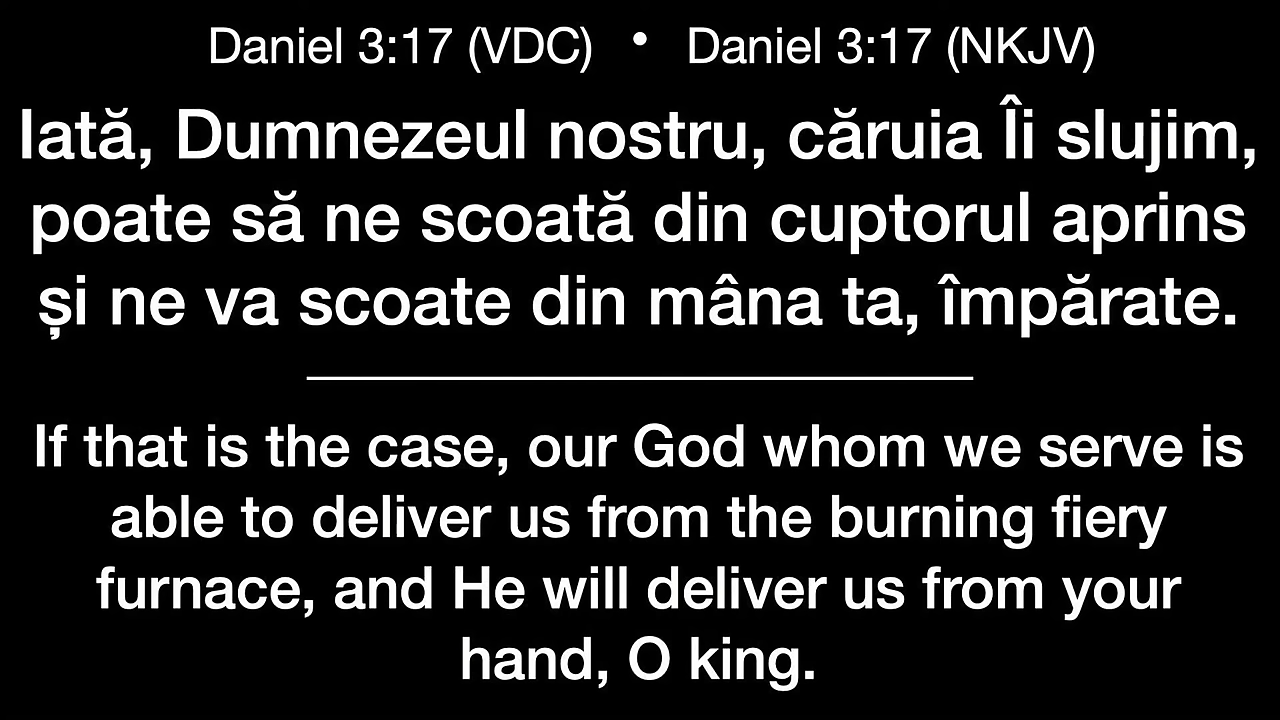 Daniel 3:17 (VDC) • Daniel 3:17 (NKJV)
Iată, Dumnezeul nostru, căruia Îi slujim,
poate să ne scoată din cuptorul aprins
și ne va scoate din mâna ta, împărate.
If that is the case, our God whom we serve is
able to deliver us from the burning fiery
furnace, and He will deliver us from your
hand, O king.